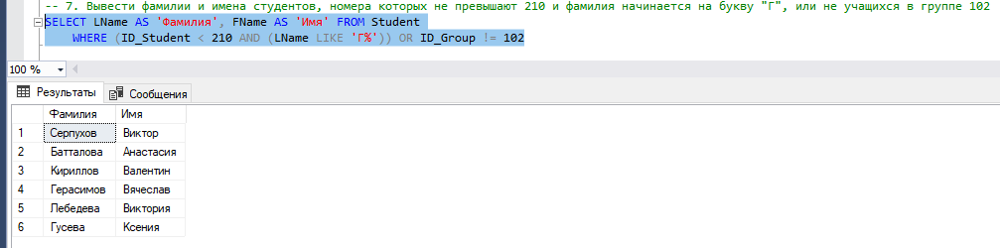 -- 7. Вывести фамилии и имена студентов, номера которых не превышают 210 и фамилия начинается на букву "Г", или не учащихся в группе 102
SELECT LName AS 'Фамилия', FName AS 'Имя' FROM Student
WHERE (ID_Student < 210 AND (LName LIKE 'Г%')) OR ID_Group != 102
100 %
Результаты Сообщения
Фамилия Имя
1 Серпухов Виктор
2 Батталова Анастасия
3 Кириллов Валентин
4 Герасимов Вячеслав
5 Лебедева Виктория
6 Гусева Ксения